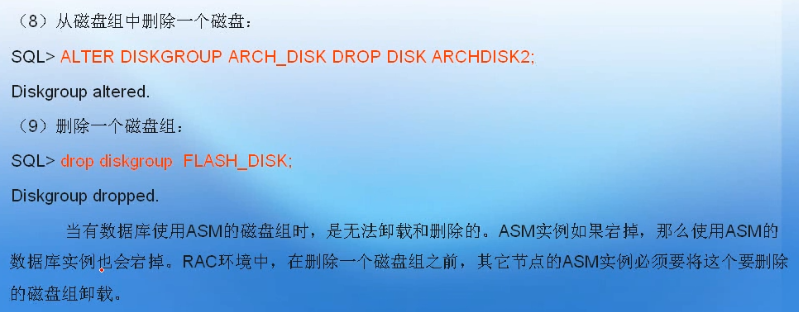 （8）从磁盘组中删除一个磁盘：
SQL> ALTER DISKGROUP ARCH_DISK DROP DISK ARCHDISK2;
Diskgroup altered.
（9）删除一个磁盘组：
SQL> drop diskgroup  FLASH_DISK;
Diskgroup dropped.
当有数据库使用ASM的磁盘组时，是无法卸载和删除的。ASM实例如果宕掉，那么使用ASM的
数据库实例也会宕掉。RAC环境中，在删除一个磁盘组之前，其它节点的ASM实例必须要将这个要删除
的磁盘组卸载。